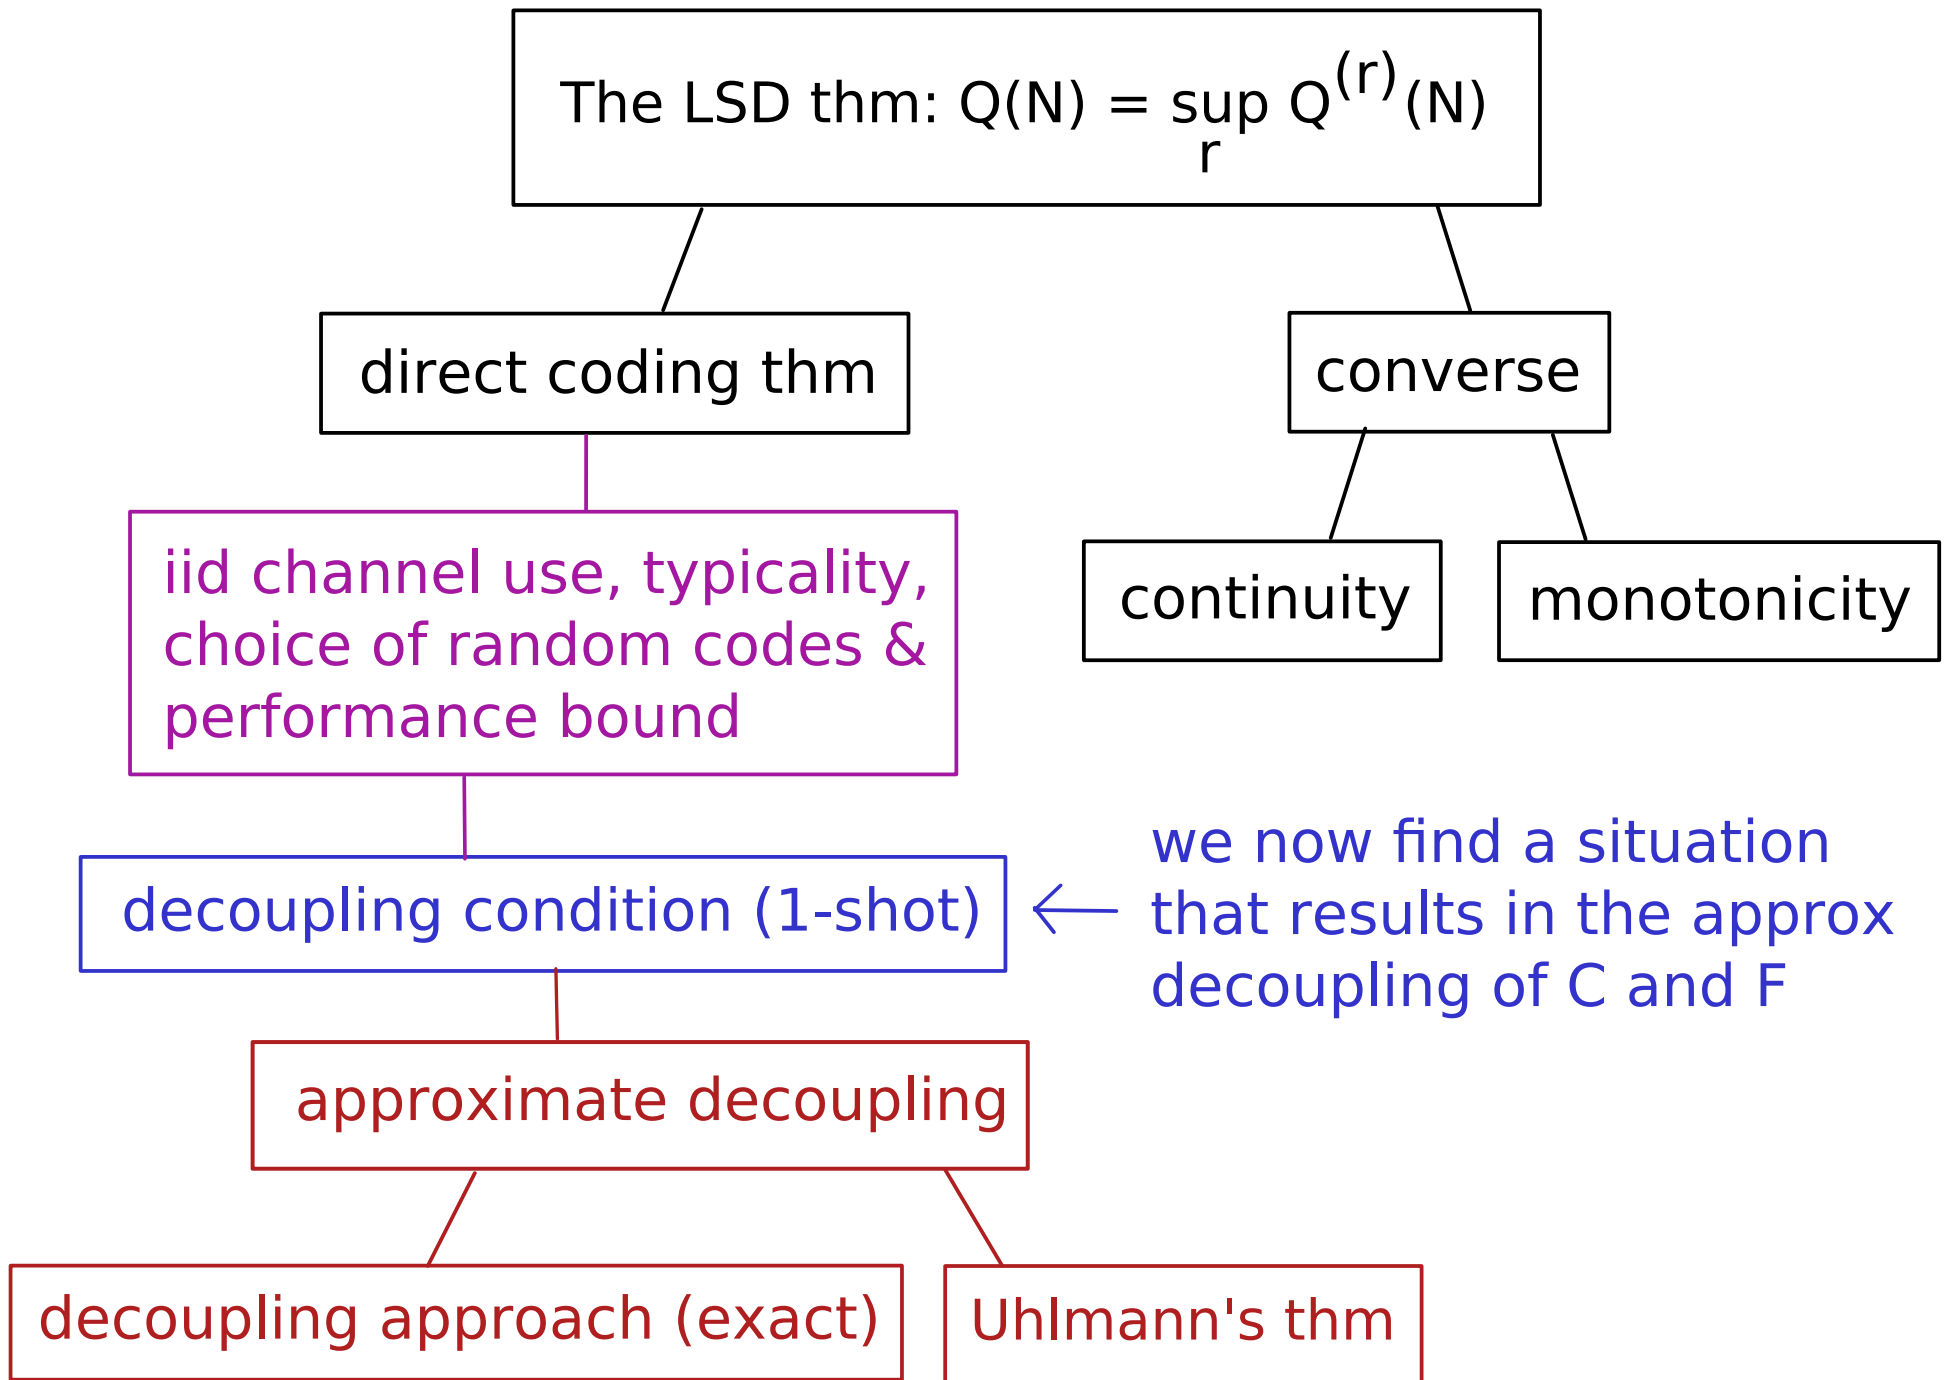 The LSD thm: Q(N) = sup Q^(r)(N)
r
direct coding thm
converse
iid channel use, typicality,
choice of random codes &
performance bound
continuity
monotonicity
decoupling condition (1-shot)
we now find a situation
that results in the approx
decoupling of C and F
approximate decoupling
decoupling approach (exact)
Uhlmann's thm